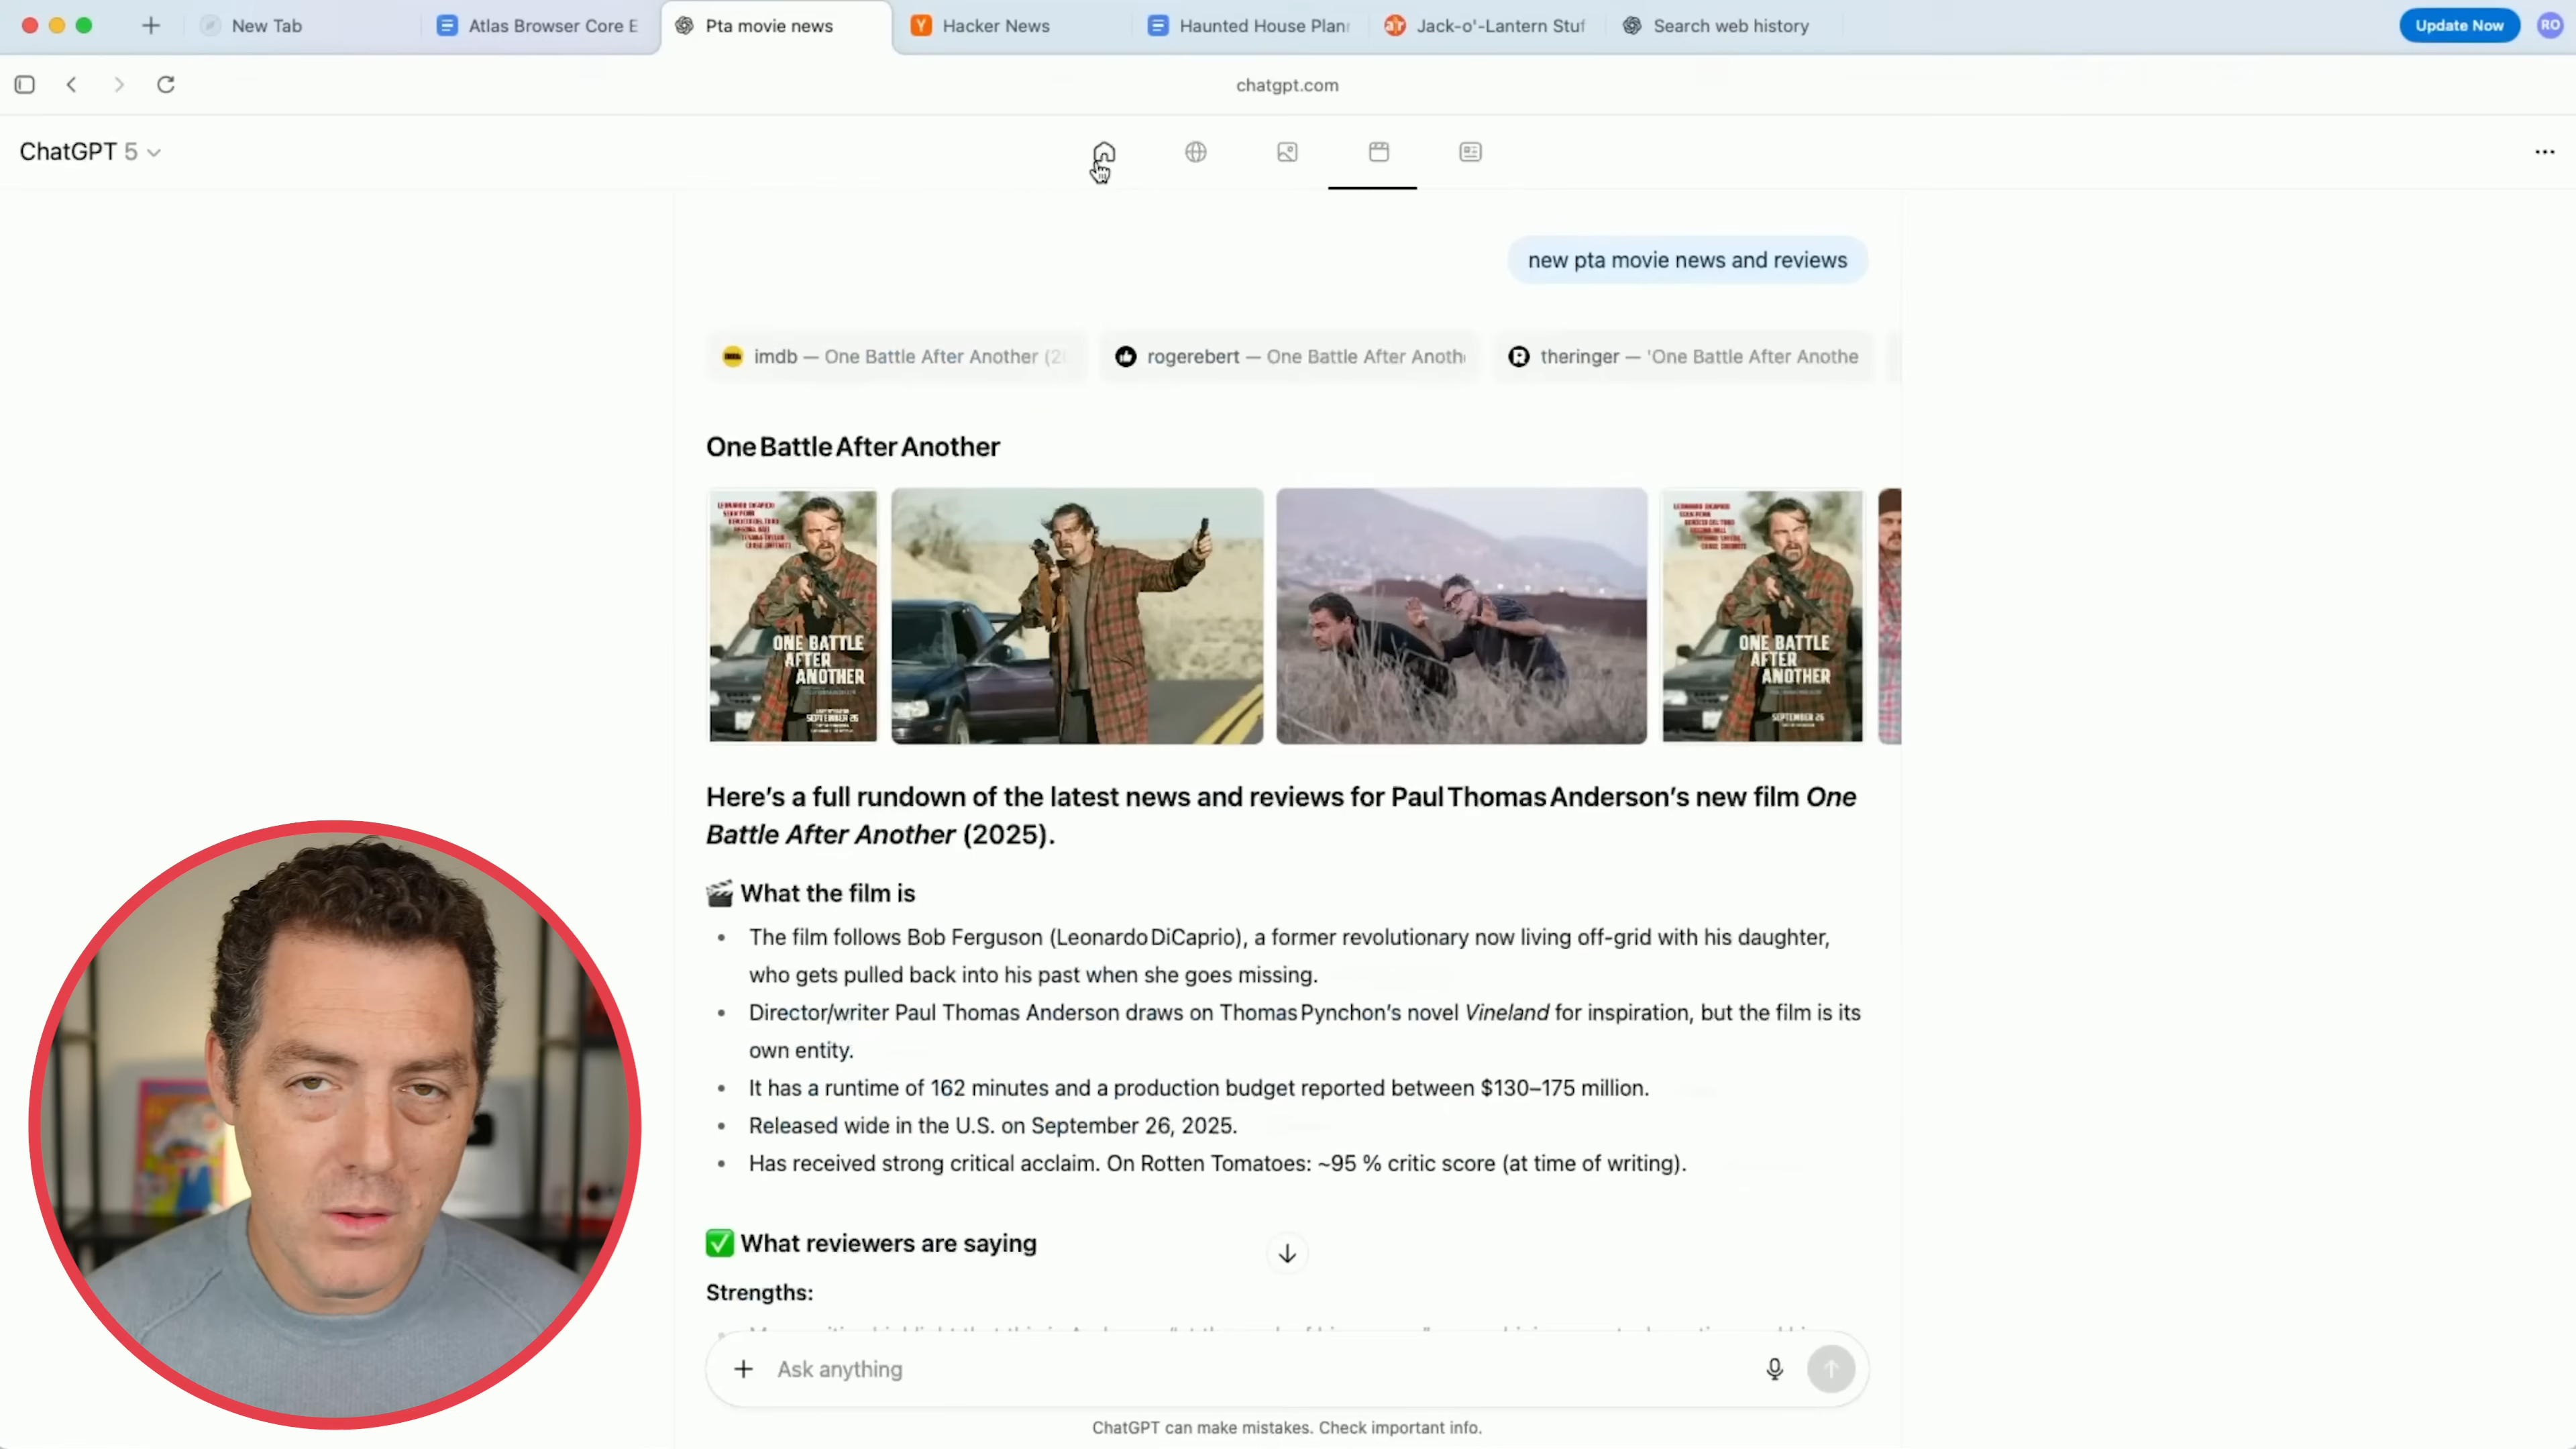 New Tab
Atlas Browser Core E
Pta movie news
Hacker News
Haunted House Plan
Jack-o'-Lantern Stuf
Search web history
Update Now
RO
chatgpt.com
ChatGPT 5
new pta movie news and reviews
imdb — One Battle After Another (2
rogerebert — One Battle After Anoth
theringer — 'One Battle After Anothe
One Battle After Another
ONE BATTLE
AFTER
ANOTHER
SEPTEMBER 26
ONE BATTLE
AFTER
ANOTHER
SEPTEMBER 26
Here's a full rundown of the latest news and reviews for Paul Thomas Anderson's new film One
Battle After Another (2025).
What the film is
• The film follows Bob Ferguson (Leonardo DiCaprio), a former revolutionary now living off-grid with his daughter,
who gets pulled back into his past when she goes missing.
• Director/writer Paul Thomas Anderson draws on Thomas Pynchon's novel Vineland for inspiration, but the film is its
own entity.
• It has a runtime of 162 minutes and a production budget reported between $130–175 million.
• Released wide in the U.S. on September 26, 2025.
• Has received strong critical acclaim. On Rotten Tomatoes: ~95 % critic score (at time of writing).
What reviewers are saying
Strengths:
Ask anything
ChatGPT can make mistakes. Check important info.